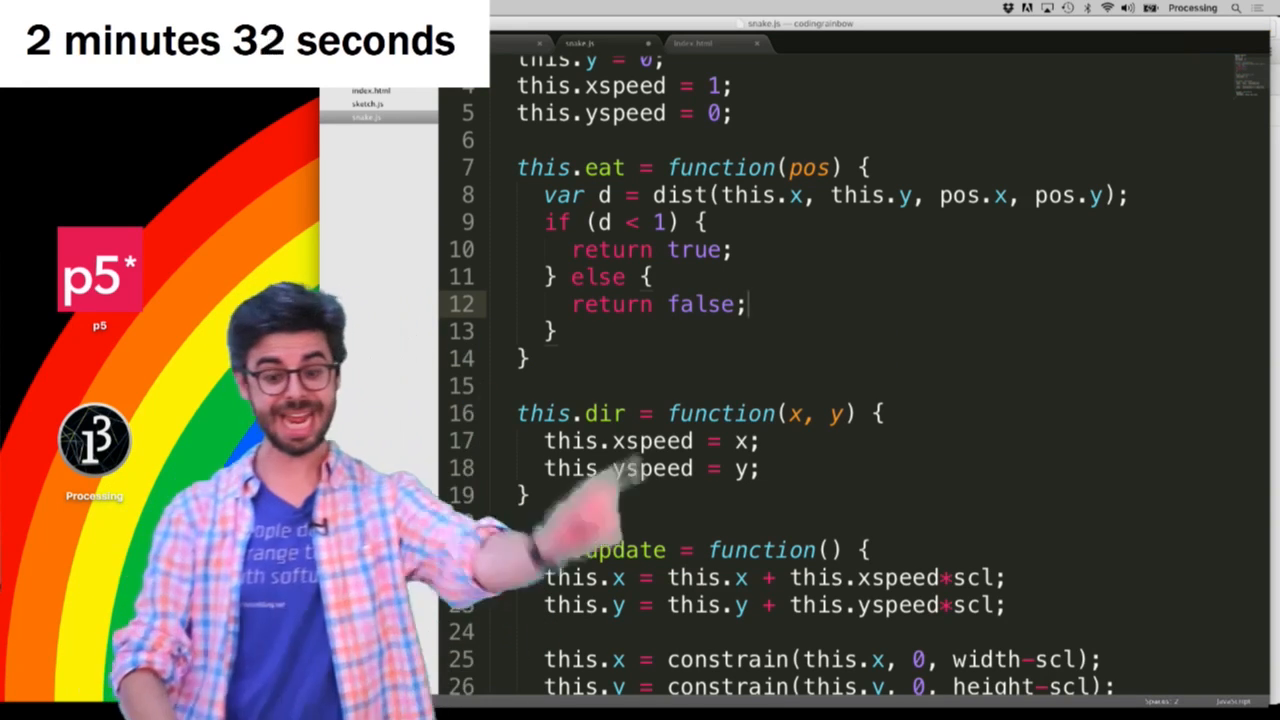 2 minutes 32 seconds
Processing
snake.js — codingrainbow
snake.js
index.html
index.html
sketch.js
snake.js
p5*
p5
Processing
this.y = 0;
4 this.xspeed = 1;
5 this.yspeed = 0;
6
7 this.eat = function(pos) {
8 var d = dist(this.x, this.y, pos.x, pos.y);
9 if (d < 1) {
10 return true;
11 } else {
12 return false;
13 }
14 }
15
16 this.dir = function(x, y) {
17 this.xspeed = x;
18 this.yspeed = y;
19 }
update = function() {
this.x = this.x + this.xspeed*scl;
23 this.y = this.y + this.yspeed*scl;
24
25 this.x = constrain(this.x, 0, width-scl);
26 this.y = constrain(this.y, 0, height-scl);
Spaces: 2
JavaScript